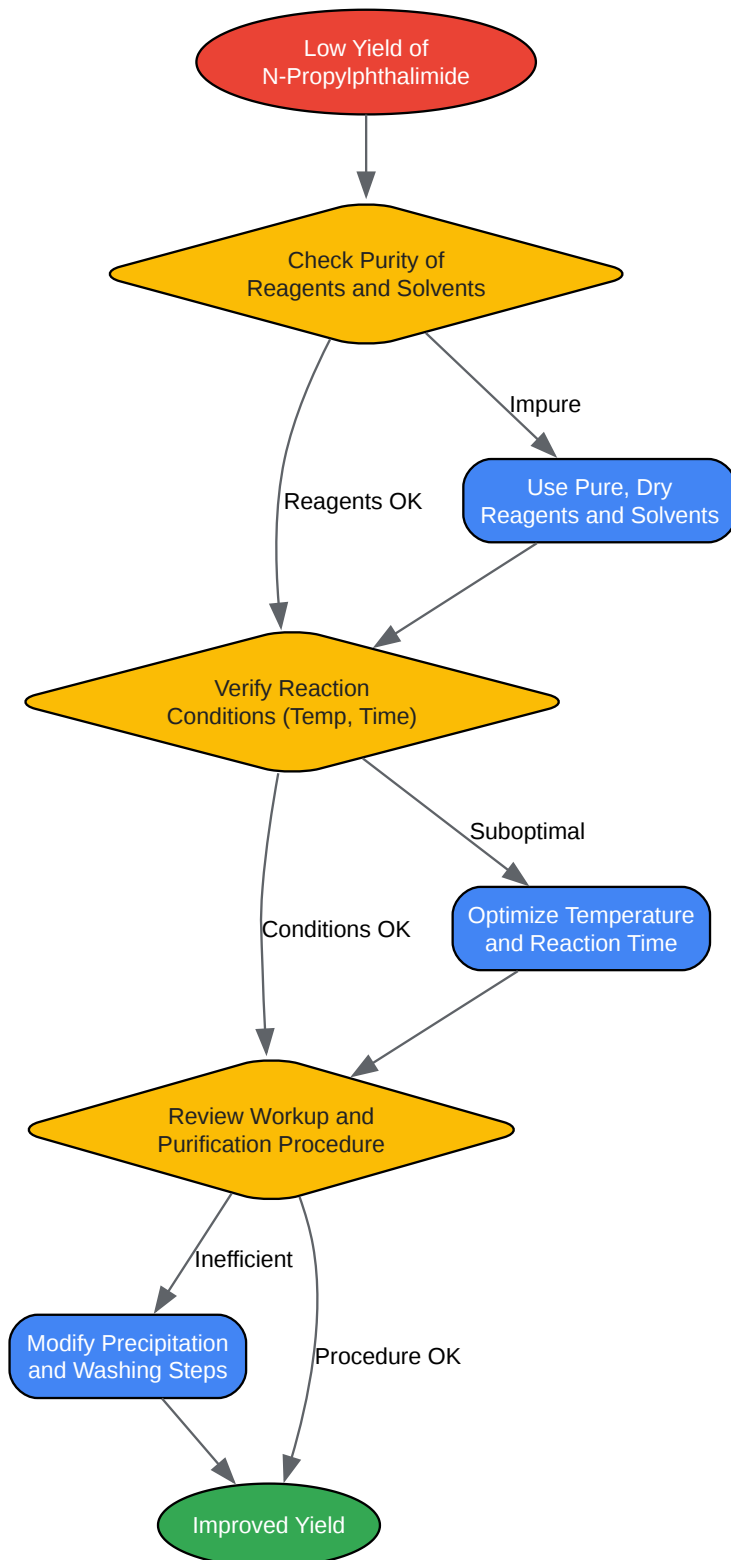 Low Yield of
N-Propylphthalimide
Check Purity of
Reagents and Solvents
Impure
Reagents OK
Use Pure, Dry
Reagents and Solvents
Verify Reaction
Conditions (Temp, Time)
Suboptimal
Conditions OK
Optimize Temperature
and Reaction Time
Review Workup and
Purification Procedure
Inefficient
Procedure OK
Modify Precipitation
and Washing Steps
Improved Yield